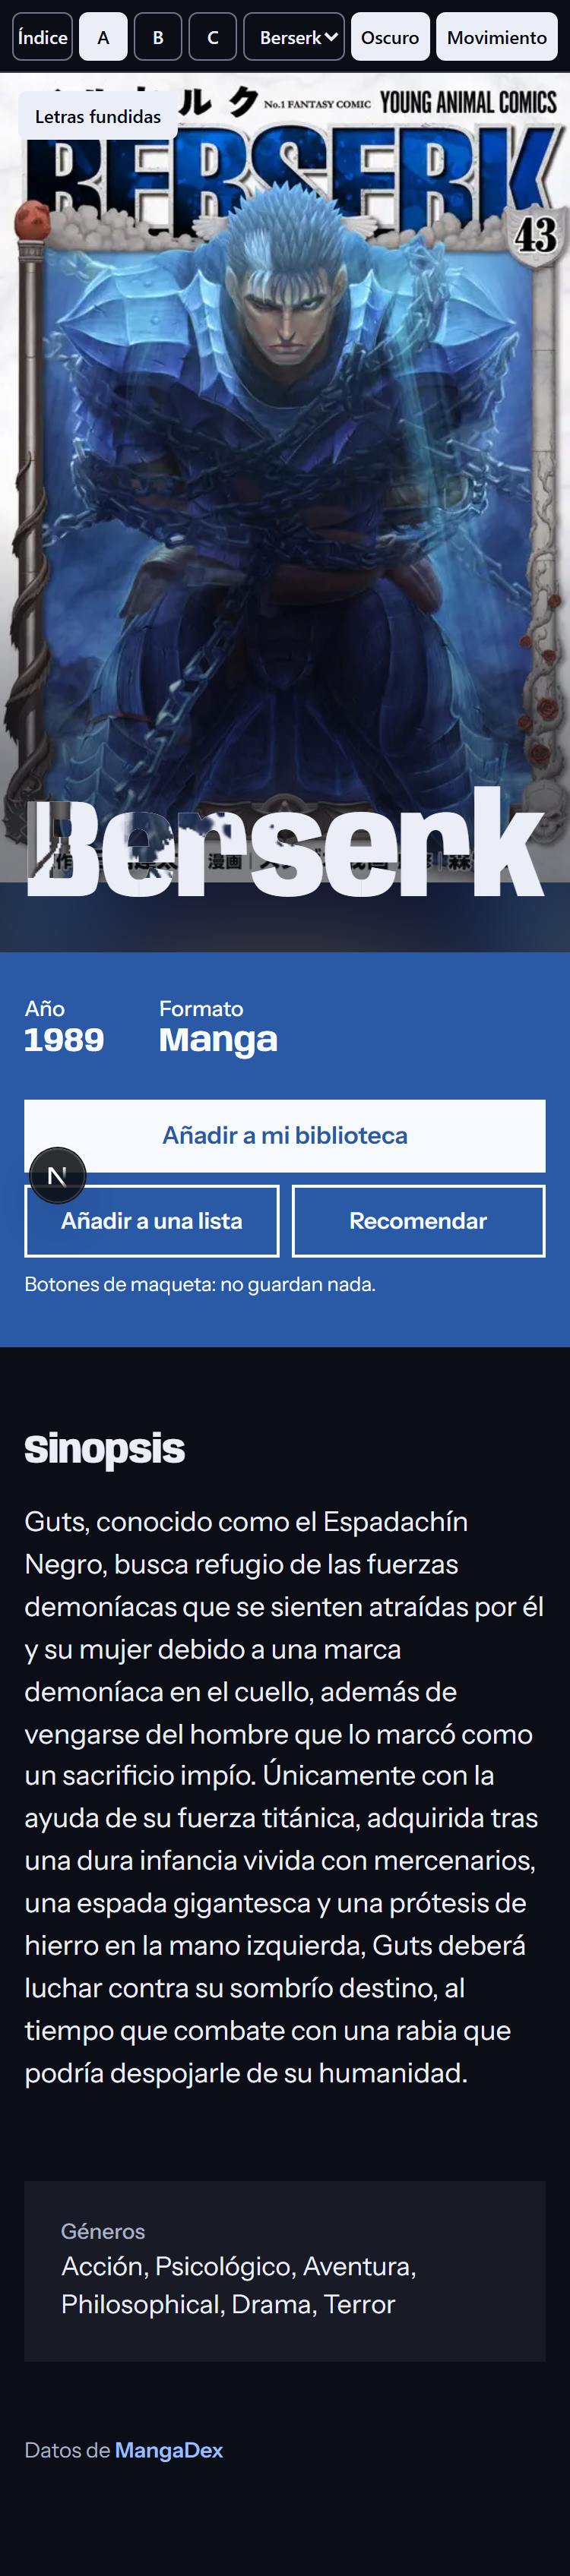 Índice A B C Berserk Oscuro Movimiento
ル ク No.1 FANTASY COMIC YOUNG ANIMAL COMICS
Letras fundidas
BERSERK
43
Berserk
漫画
Año Formato
1989 Manga
Añadir a mi biblioteca
N
Añadir a una lista Recomendar
Botones de maqueta: no guardan nada.
Sinopsis
Guts, conocido como el Espadachín
Negro, busca refugio de las fuerzas
demoníacas que se sienten atraídas por él
y su mujer debido a una marca
demoníaca en el cuello, además de
vengarse del hombre que lo marcó como
un sacrificio impío. Únicamente con la
ayuda de su fuerza titánica, adquirida tras
una dura infancia vivida con mercenarios,
una espada gigantesca y una prótesis de
hierro en la mano izquierda, Guts deberá
luchar contra su sombrío destino, al
tiempo que combate con una rabia que
podría despojarle de su humanidad.
Géneros
Acción, Psicológico, Aventura,
Philosophical, Drama, Terror
Datos de MangaDex